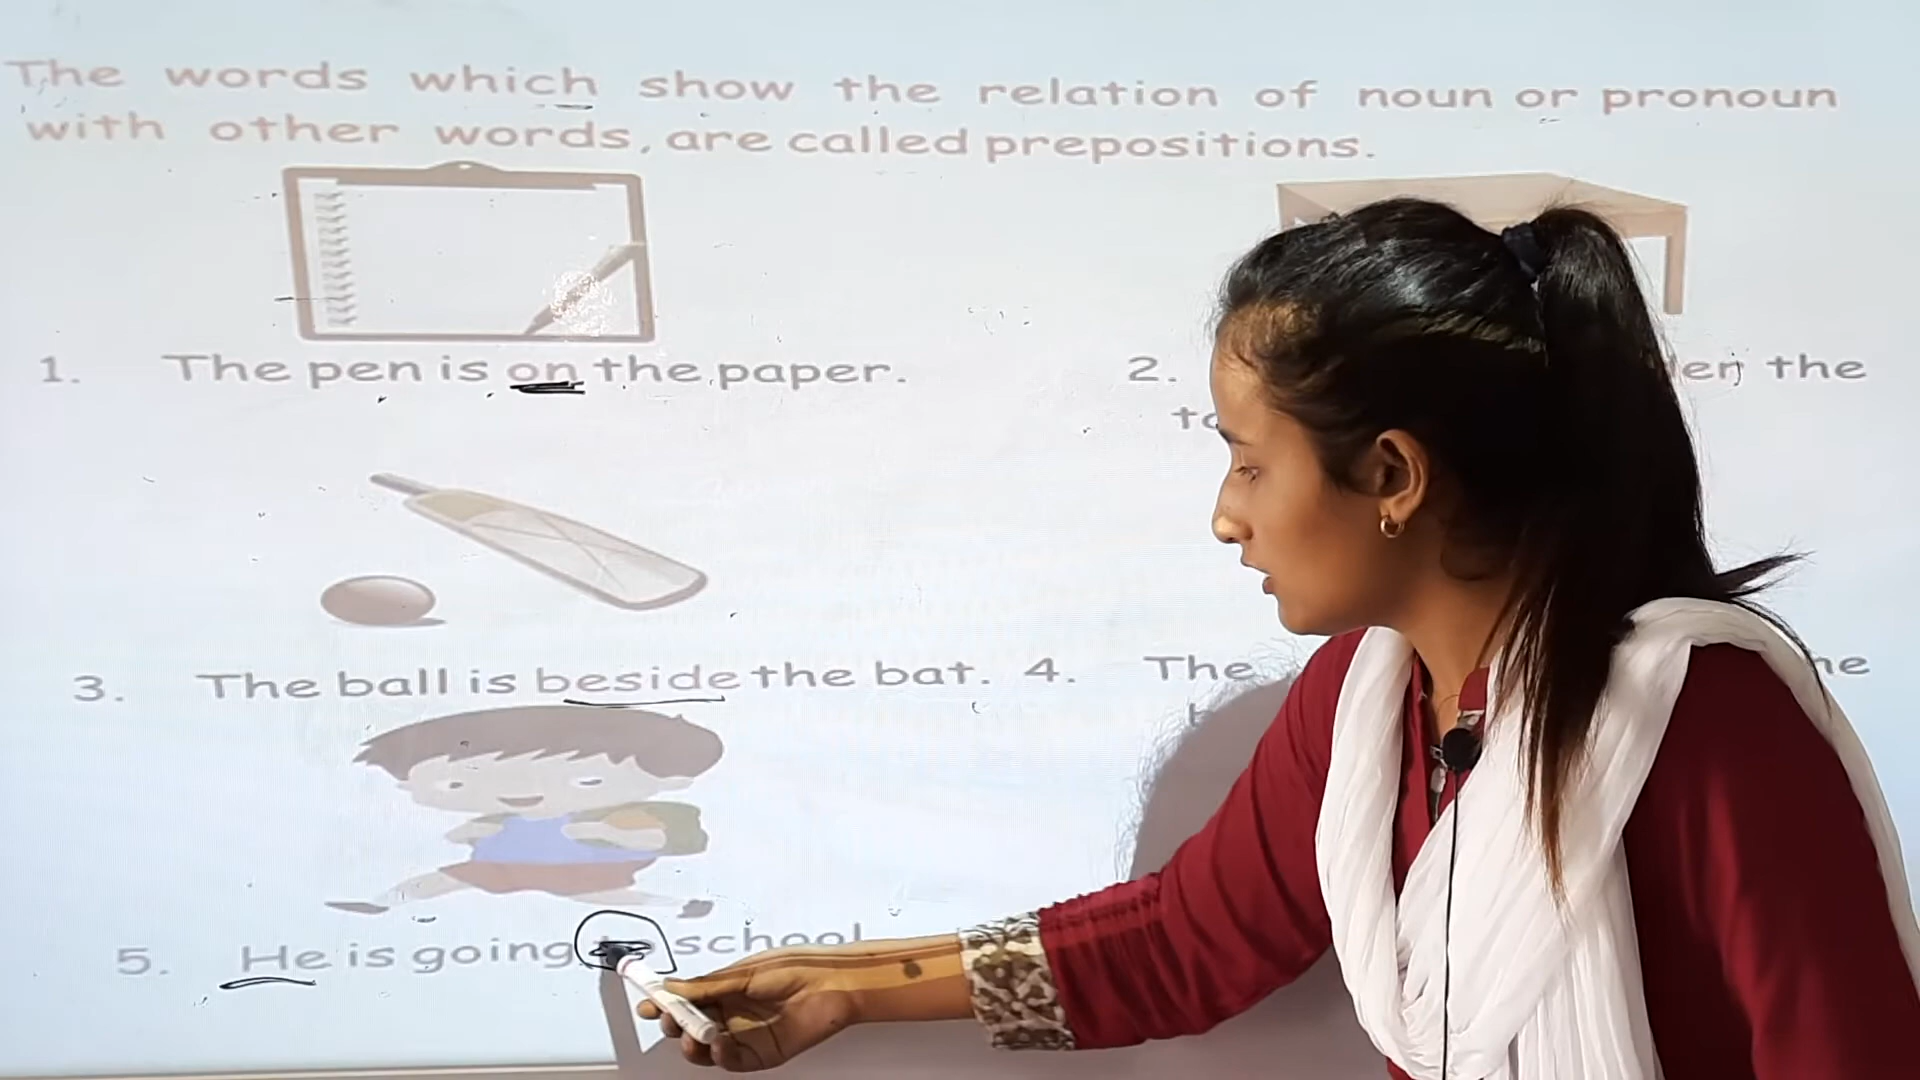 The words which show the relation of noun or pronoun
with other words, are called prepositions.
1. The pen is on the paper.
2. the
3. The ball is beside the bat.
4. The
5. He is going to school